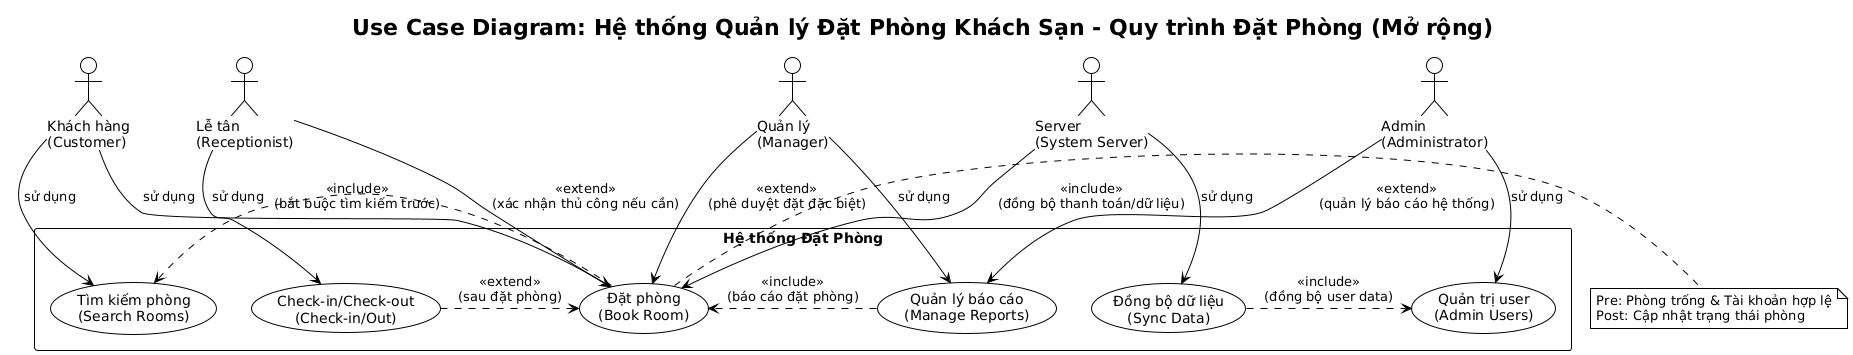 Use Case Diagram: Hệ thống Quản lý Đặt Phòng Khách Sạn - Quy trình Đặt Phòng (Mở rộng)
Khách hàng
(Customer)
Lễ tân
(Receptionist)
Quản lý
(Manager)
Server
(System Server)
Admin
(Administrator)
sử dụng
sử dụng
sử dụng
«include»
(bắt buộc tìm kiếm trước)
«extend»
(xác nhận thủ công nếu cần)
«extend»
(phê duyệt đặt đặc biệt)
sử dụng
«include»
(đồng bộ thanh toán/dữ liệu)
sử dụng
«extend»
(quản lý báo cáo hệ thống)
sử dụng
Hệ thống Đặt Phòng
Tìm kiếm phòng
(Search Rooms)
Check-in/Check-out
(Check-in/Out)
«extend»
(sau đặt phòng)
Đặt phòng
(Book Room)
«include»
(báo cáo đặt phòng)
Quản lý báo cáo
(Manage Reports)
Đồng bộ dữ liệu
(Sync Data)
«include»
(đồng bộ user data)
Quản trị user
(Admin Users)
Pre: Phòng trống & Tài khoản hợp lệ
Post: Cập nhật trạng thái phòng